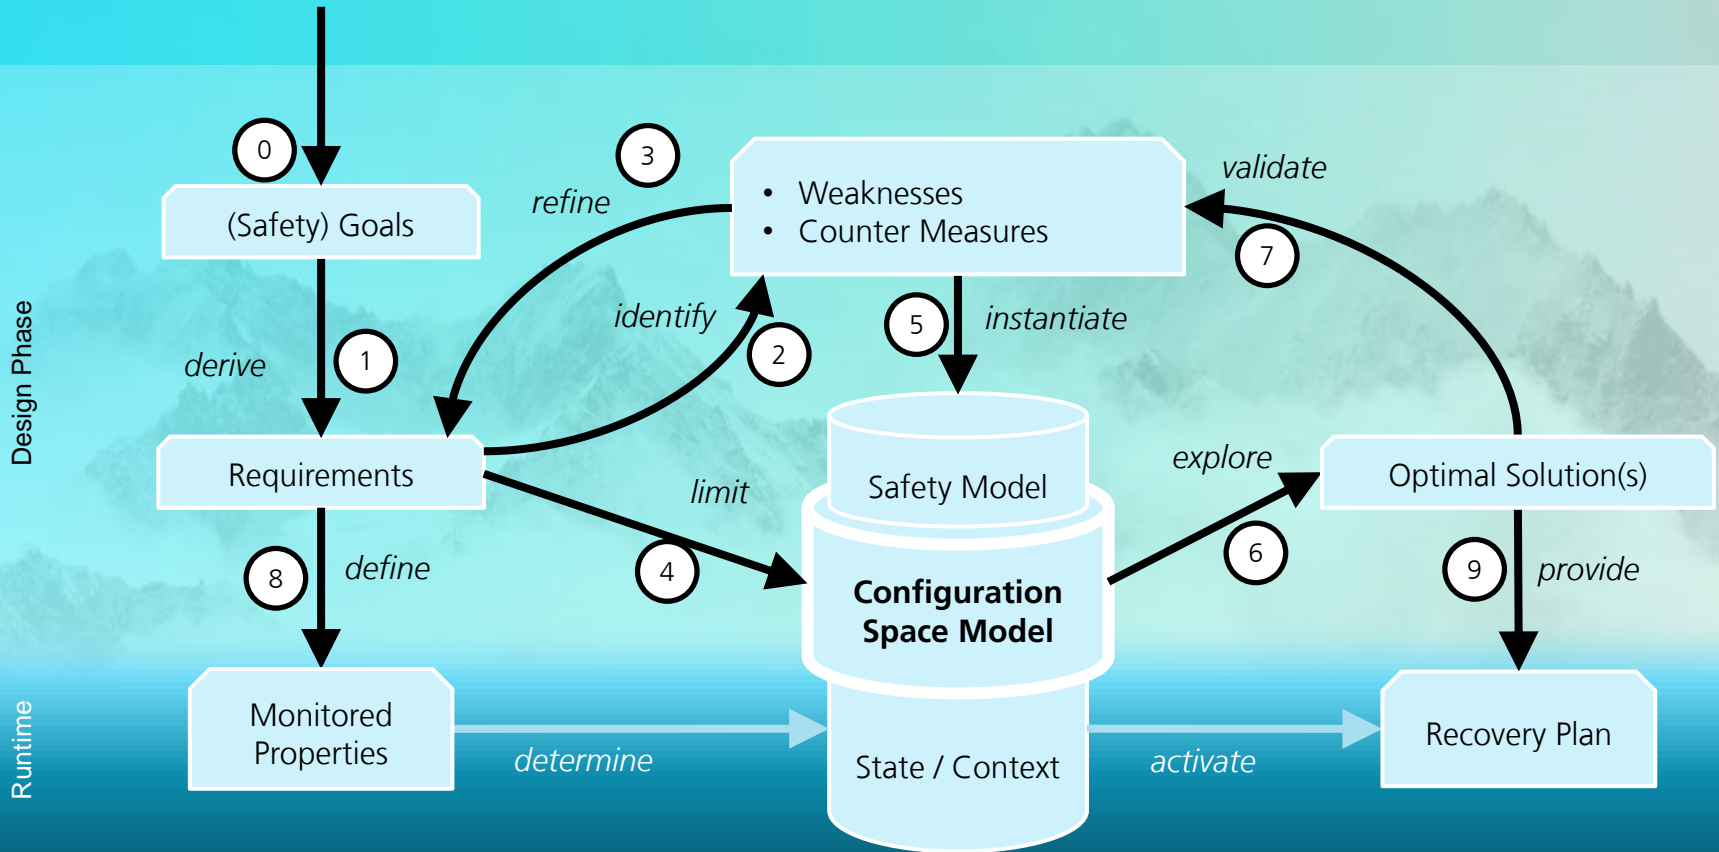 0
(Safety) Goals
derive
1
Requirements
refine
3
identify
2
• Weaknesses
• Counter Measures
validate
7
5
instantiate
limit
4
Safety Model
Configuration
Space Model
explore
6
Optimal Solution(s)
8
define
9
provide
Monitored
Properties
determine
State / Context
activate
Recovery Plan
Design Phase
Runtime